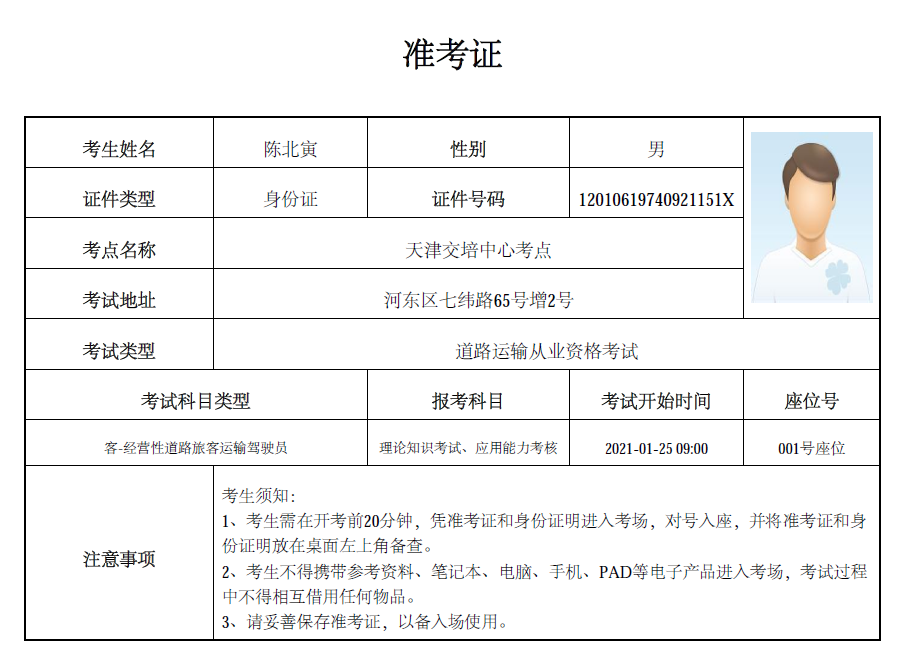 准考证
考生姓名 陈北寅 性别 男
证件类型 身份证 证件号码 12010619740921151X
考点名称 天津交培中心考点
考试地址 河东区七纬路65号增2号
考试类型 道路运输从业资格考试
考试科目类型 报考科目 考试开始时间 座位号
客-经营性道路旅客运输驾驶员 理论知识考试、应用能力考核 2021-01-25 09:00 001号座位
注意事项
考生须知：
1、考生需在开考前20分钟，凭准考证和身份证明进入考场，对号入座，并将准考证和身
份证明放在桌面左上角备查。
2、考生不得携带参考资料、笔记本、电脑、手机、PAD等电子产品进入考场，考试过程
中不得相互借用任何物品。
3、请妥善保存准考证，以备入场使用。